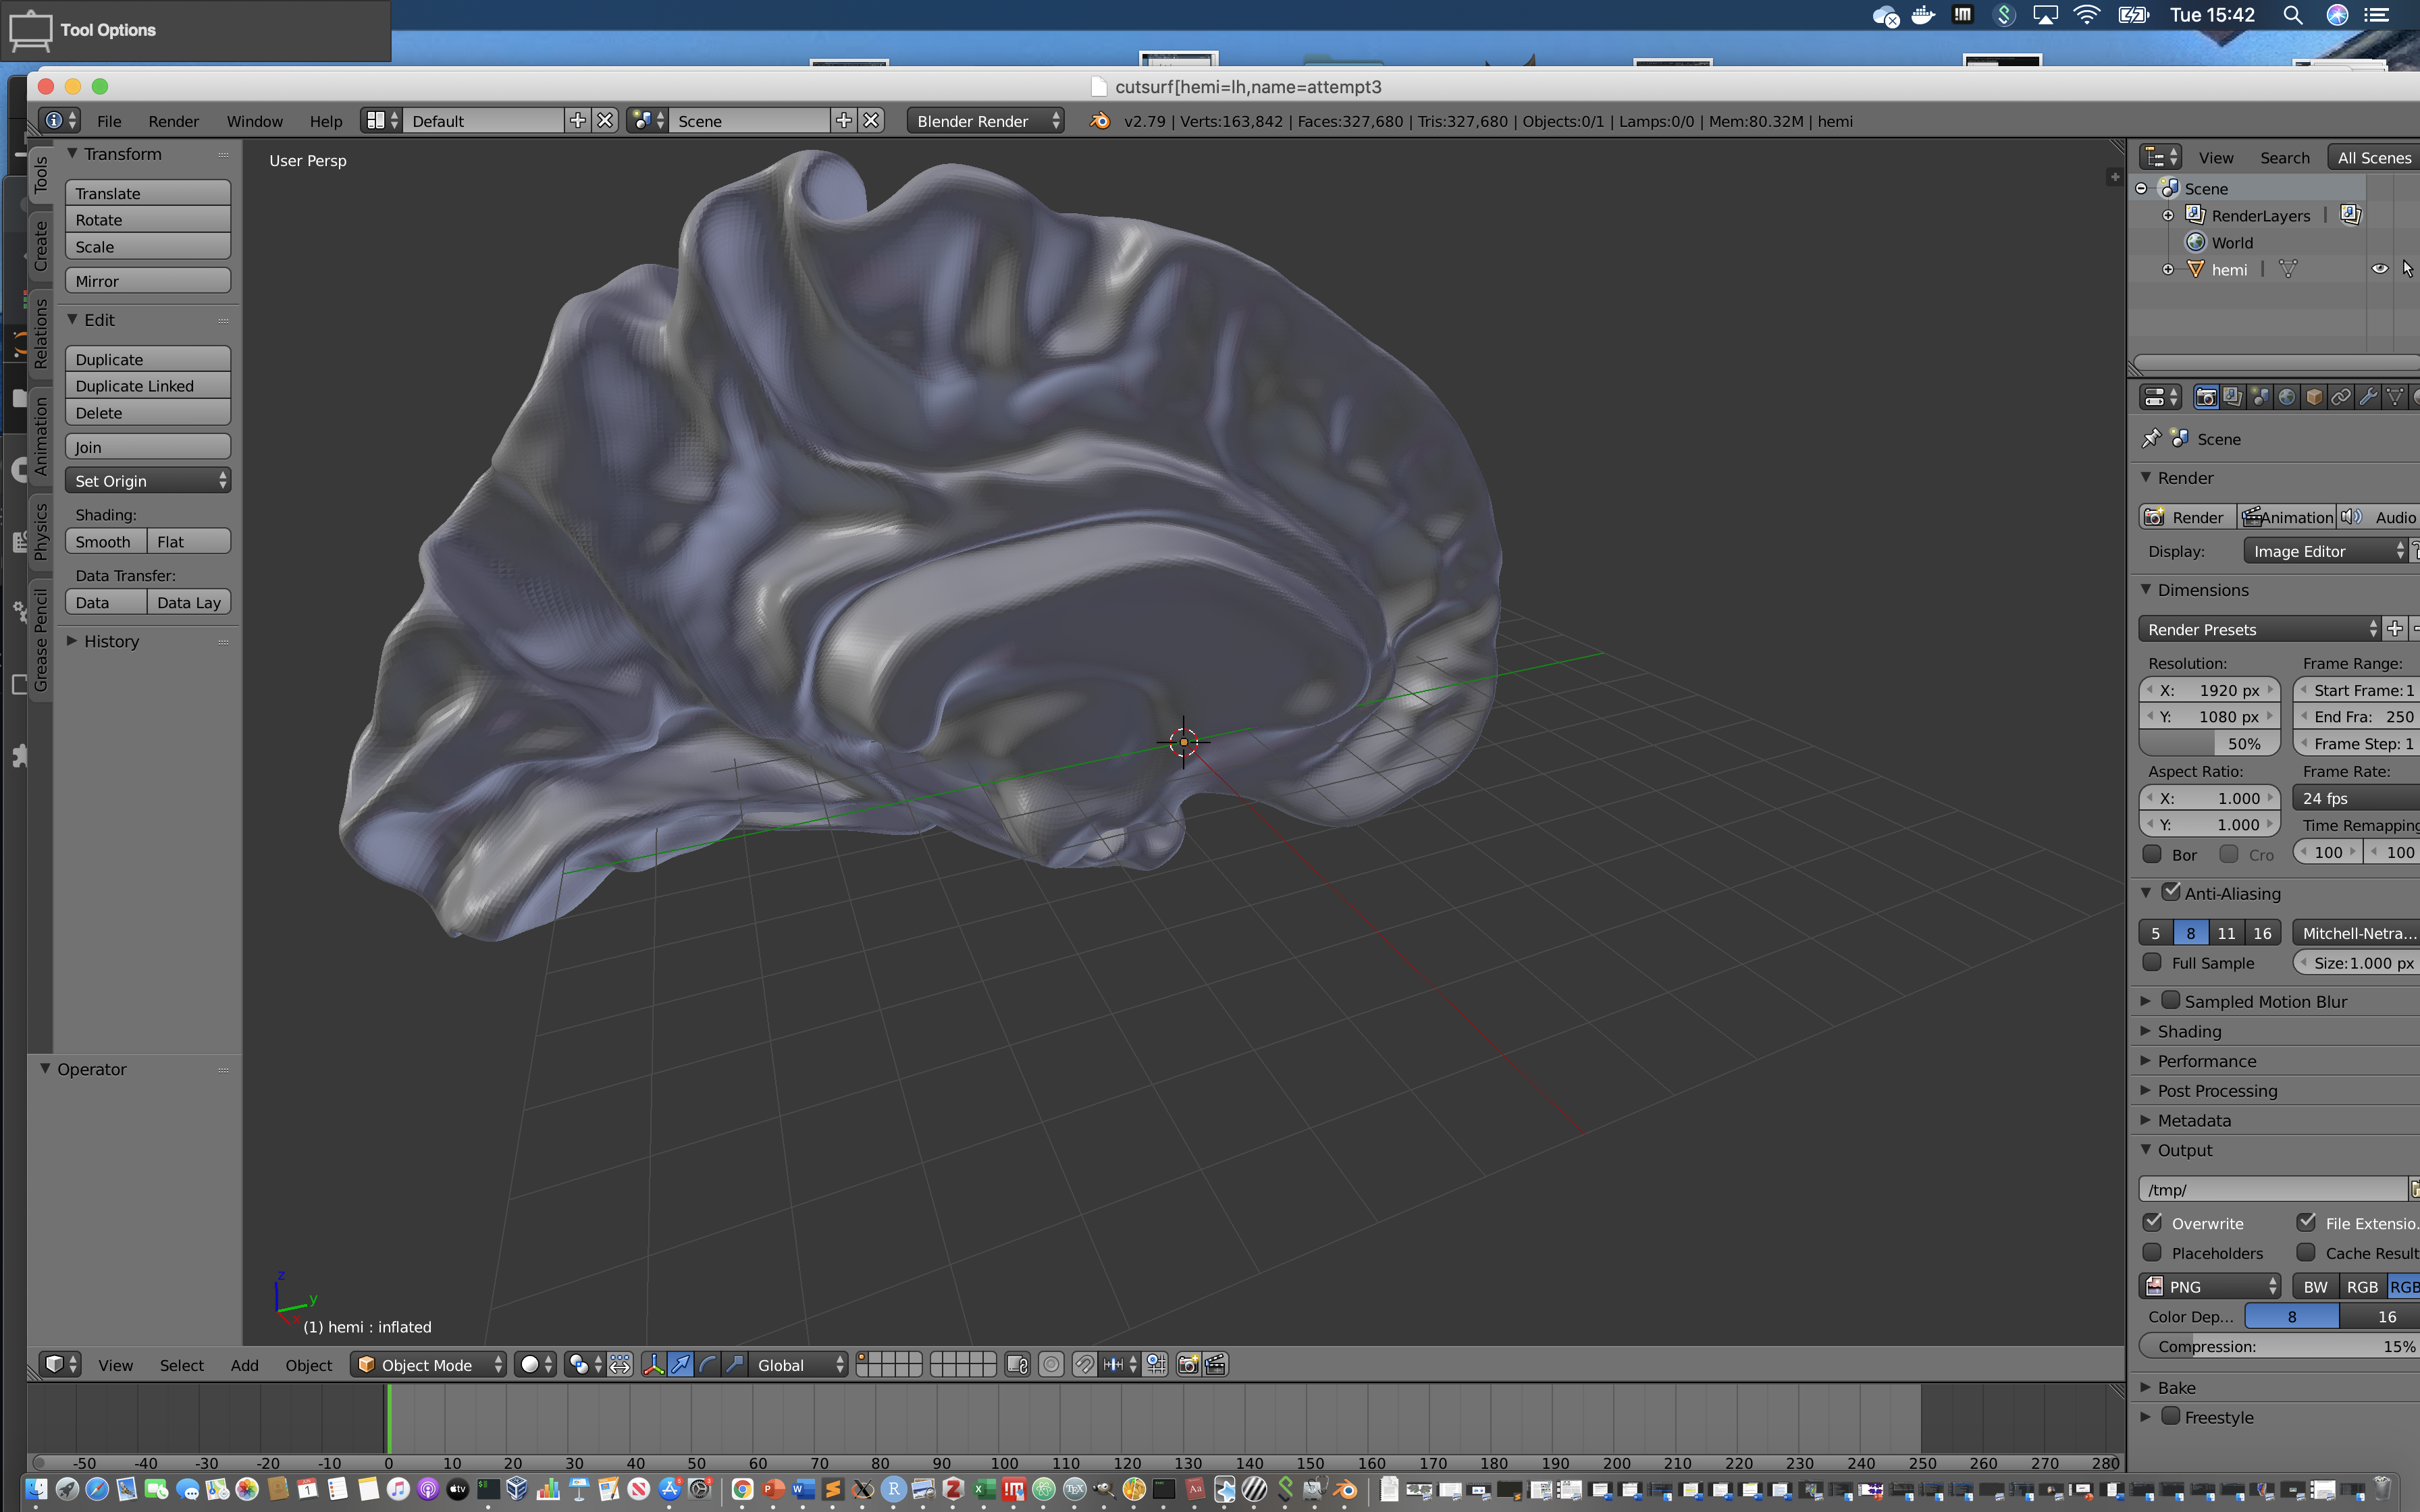 Tool Options
Tue 15:42
cutsurf[hemi=lh,name=attempt3
File Render Window Help Default Scene Blender Render v2.79 | Verts:163,842 | Faces:327,680 | Tris:327,680 | Objects:0/1 | Lamps:0/0 | Mem:80.32M | hemi
Tools
Create
Relations
Animation
Physics
Grease Pencil
Transform
Translate
Rotate
Scale
Mirror
Edit
Duplicate
Duplicate Linked
Delete
Join
Set Origin
Shading:
Smooth Flat
Data Transfer:
Data Data Lay
History
Operator
User Persp
z
y
x
(1) hemi : inflated
View Select Add Object Object Mode Global
-50 -40 -30 -20 -10 0 10 20 30 40 50 60 70 80 90 100 110 120 130 140 150 160 170 180 190 200 210 220 230 240 250 260 270 280
View Search All Scenes
Scene
RenderLayers |
World
hemi |
Scene
Render
Render Animation Audio
Display: Image Editor
Dimensions
Render Presets
Resolution: Frame Range:
X: 1920 px Start Frame: 1
Y: 1080 px End Fra: 250
50% Frame Step: 1
Aspect Ratio: Frame Rate:
X: 1.000 24 fps
Y: 1.000 Time Remapping
Bor Cro 100 100
Anti-Aliasing
5 8 11 16 Mitchell-Netra...
Full Sample Size:1.000 px
Sampled Motion Blur
Shading
Performance
Post Processing
Metadata
Output
/tmp/
Overwrite File Extensio.
Placeholders Cache Result
PNG BW RGB RGB
Color Dep... 8 16
Compression: 15%
Bake
Freestyle